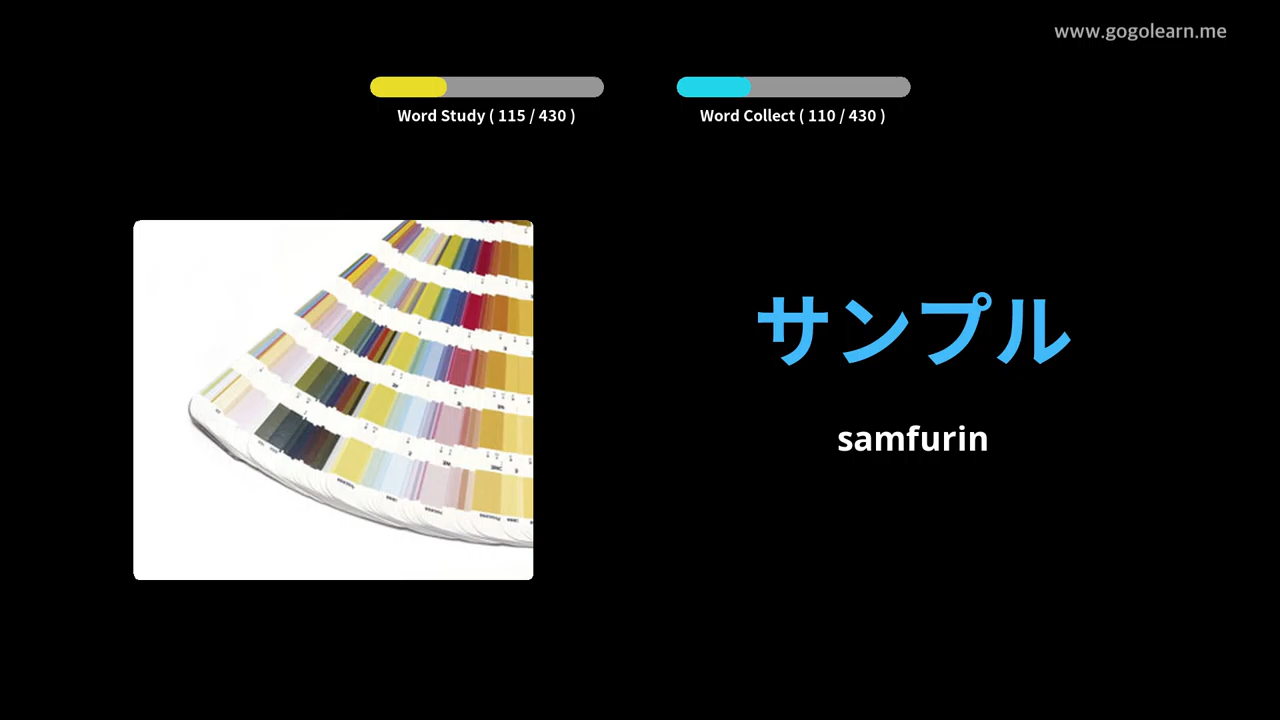 www.gogolearn.me
Word Study ( 115 / 430 )
Word Collect ( 110 / 430 )
サンプル
samfurin